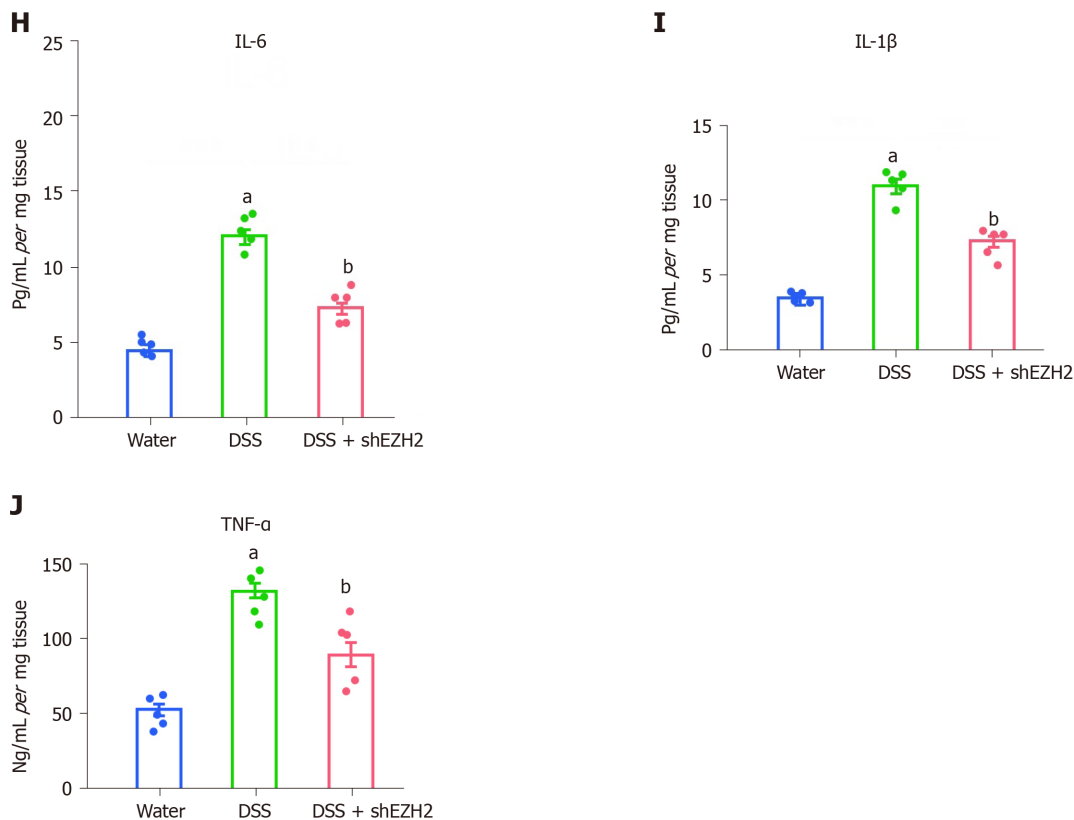 H
IL-6
25
20
15
10
5
0
Pg/mL per mg tissue
a
b
Water DSS DSS + shEZH2
I
IL-1β
15
10
5
0
Pg/mL per mg tissue
a
b
Water DSS DSS + shEZH2
J
TNF-α
150
100
50
0
Ng/mL per mg tissue
a
b
Water DSS DSS + shEZH2